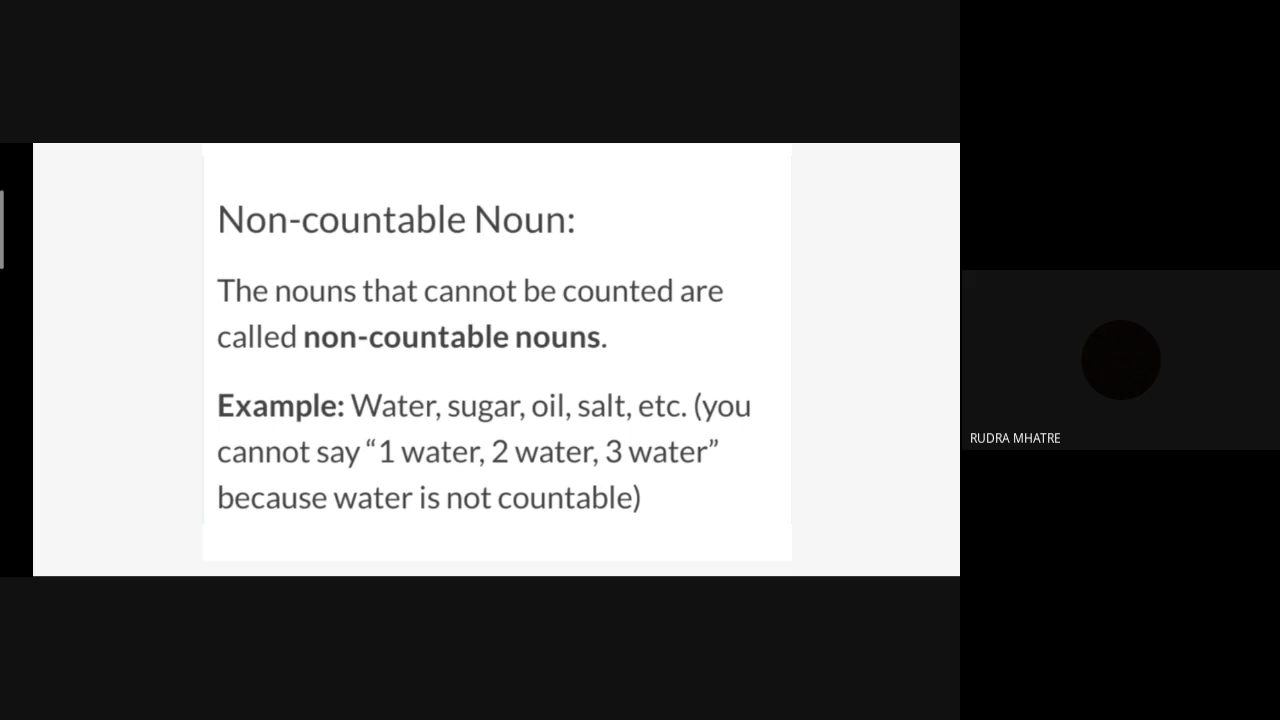 Non-countable Noun:
The nouns that cannot be counted are
called non-countable nouns.
Example: Water, sugar, oil, salt, etc. (you
cannot say “1 water, 2 water, 3 water”
because water is not countable)
RUDRA MHATRE